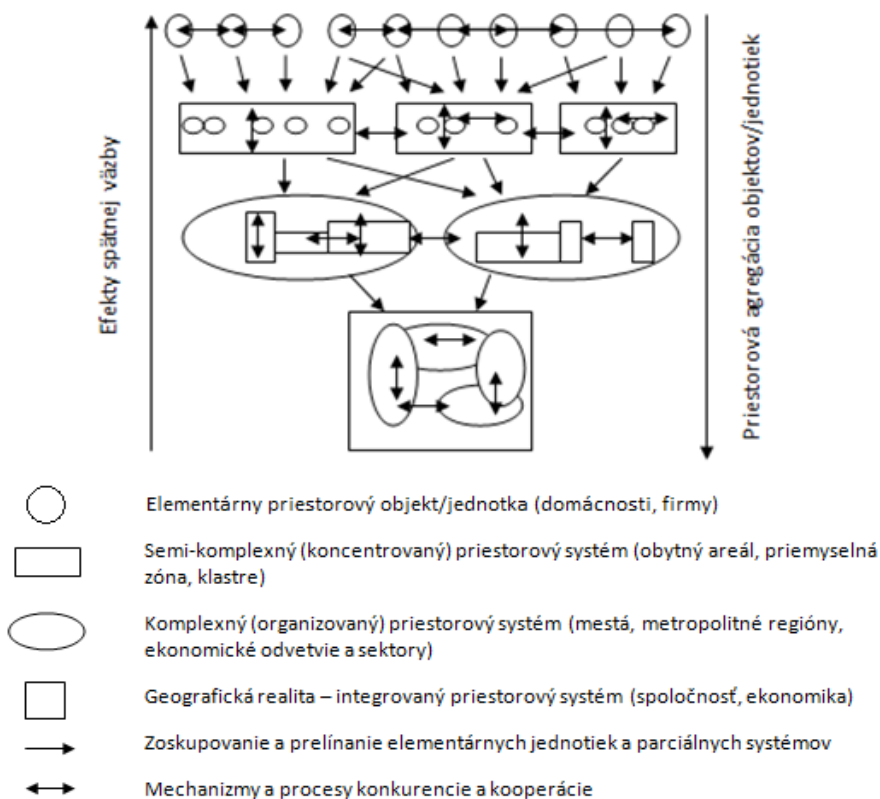 Efekty spätnej väzby
Priestorová agregácia objektov/jednotiek
Elementárny priestorový objekt/jednotka (domácnosti, firmy)
Semi-komplexný (koncentrovaný) priestorový systém (obytný areál, priemyselná
zóna, klastre)
Komplexný (organizovaný) priestorový systém (mestá, metropolitné regióny,
ekonomické odvetvie a sektory)
Geografická realita – integrovaný priestorový systém (spoločnosť, ekonomika)
Zoskupovanie a prelínanie elementárnych jednotiek a parciálnych systémov
Mechanizmy a procesy konkurencie a kooperácie